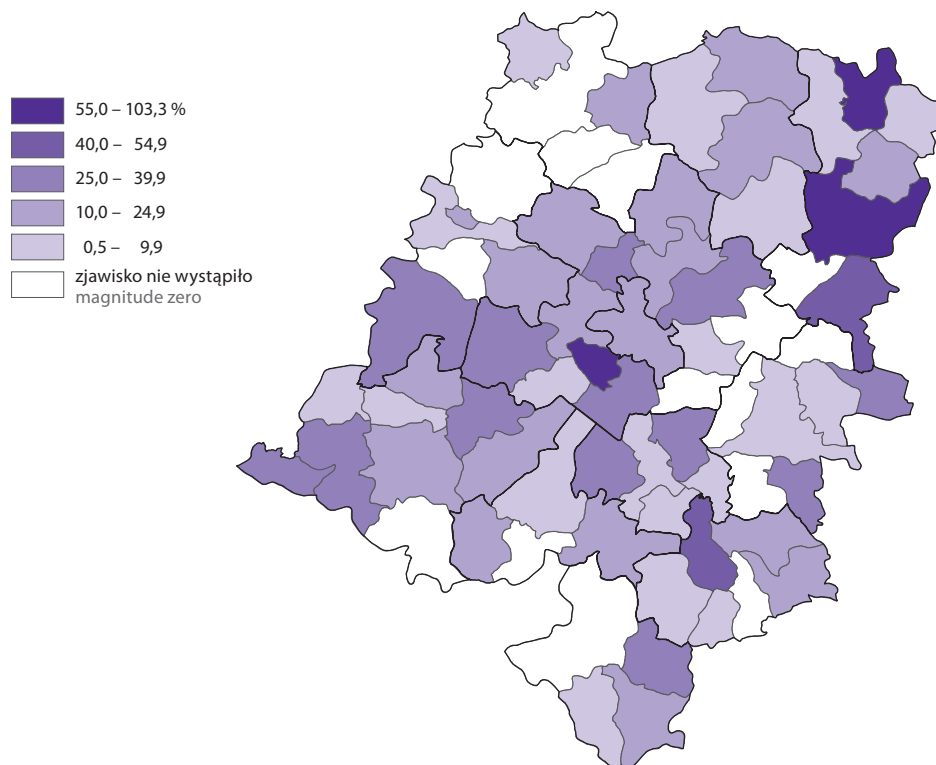 55,0 – 103,3 %
40,0 – 54,9
25,0 – 39,9
10,0 – 24,9
0,5 – 9,9
zjawisko nie wystąpiło
magnitude zero